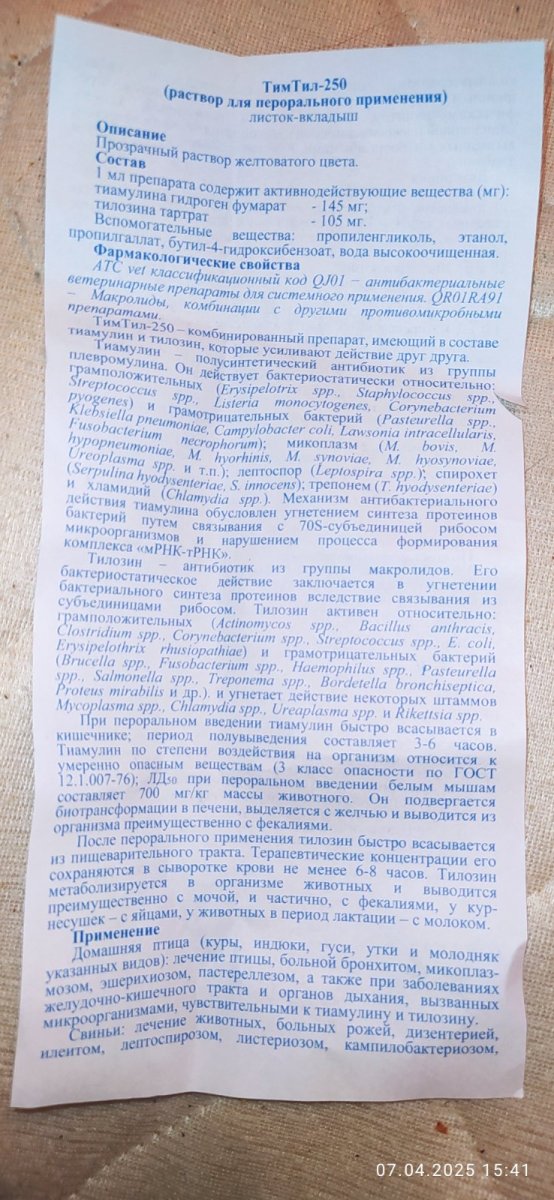 ТимТил-250
(раствор для перорального применения)
листок-вкладыш
Описание
Прозрачный раствор желтоватого цвета.
Состав
1 мл препарата содержит активнодействующие вещества (мг):
тиамулина гидроген фумарат - 145 мг;
тилозина тартрат - 105 мг.
Вспомогательные вещества: пропиленгликоль, этанол,
пропилгаллат, бутил-4-гидроксибензоат, вода высокоочищенная.
Фармакологические свойства
АТС vet классификационный код QJ01 – антибактериальные
ветеринарные препараты для системного применения. QR01RA91
– Макролиды, комбинации с другими противомикробными
препаратами.
ТимТил-250 – комбинированный препарат, имеющий в составе
тиамулин и тилозин, которые усиливают действие друг друга.
Тиамулин – полусинтетический антибиотик из группы
плевромулина. Он действует бактериостатически относительно:
грамположительных (Erysipelotrix spp., Staphylococcus spp.,
Streptococcus spp., Listeria monocytogenes, Corynebacterium
pyogenes) и грамотрицательных бактерий (Pasteurella spp.,
Klebsiella pneumoniae, Campylobacter coli, Lawsonia intracellularis,
Fusobacterium necrophorum); микоплазм (M. bovis, M.
hypopneumoniae, M. hyorhinis, M. synoviae, M. hyosynoviae,
Ureoplasma spp. и т.п.); лептоспир (Leptospira spp.); спирохет
(Serpulina hyodysenteriae, S. innocens); трепонем (T. hyodysenteriae)
и хламидий (Chlamydia spp.). Механизм антибактериального
действия тиамулина обусловлен угнетением синтеза протеинов
бактерий путем связывания с 70S-субъединицей рибосом
микроорганизмов и нарушением процесса формирования
комплекса «мРНК-тРНК».
Тилозин – антибиотик из группы макролидов. Его
бактериостатическое действие заключается в угнетении
бактериального синтеза протеинов вследствие связывания из
субъединицами рибосом. Тилозин активен относительно:
грамположительных (Actinomycos spp., Bacillus anthracis,
Clostridium spp., Corynebacterium spp., Streptococcus spp., E. coli,
Erysipelothrix rhusiopathiae) и грамотрицательных бактерий
(Brucella spp., Fusobacterium spp., Haemophilus spp., Pasteurella
spp., Salmonella spp., Treponema spp., Bordetella bronchiseptica,
Proteus mirabilis и др.). и угнетает действие некоторых штаммов
Mycoplasma spp., Chlamydia spp., Ureaplasma spp. и Rikettsia spp.
При пероральном введении тиамулин быстро всасывается в
кишечнике; период полувыведения составляет 3-6 часов.
Тиамулин по степени воздействия на организм относится к
умеренно опасным веществам (3 класс опасности по ГОСТ
12.1.007-76); ЛД50 при пероральном введении белым мышам
составляет 700 мг/кг массы животного. Он подвергается
биотрансформации в печени, выделяется с желчью и выводится из
организма преимущественно с фекалиями.
После перорального применения тилозин быстро всасывается
из пищеварительного тракта. Терапевтические концентрации его
сохраняются в сыворотке крови не менее 6-8 часов. Тилозин
метаболизируется в организме животных и выводится
преимущественно с мочой, и частично, с фекалиями, у кур-
несушек – с яйцами, у животных в период лактации – с молоком.
Применение
Домашняя птица (куры, индюки, гуси, утки и молодняк
указанных видов): лечение птицы, больной бронхитом, микоплаз-
мозом, эшерихиозом, пастереллезом, а также при заболеваниях
желудочно-кишечного тракта и органов дыхания, вызванных
микроорганизмами, чувствительными к тиамулину и тилозину.
Свиньи: лечение животных, больных рожей, дизентерией,
илеитом, лептоспирозом, листериозом, кампилобактериозом,
07.04.2025 15:41